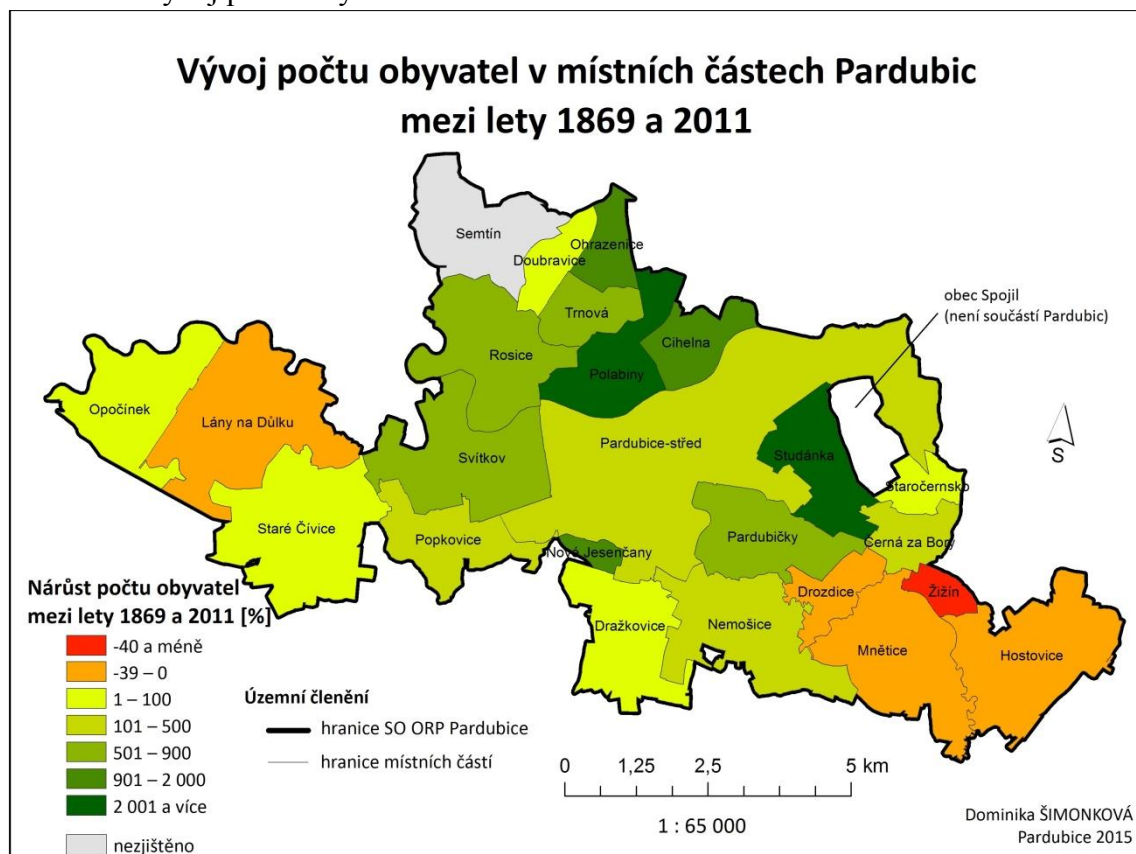 Vývoj počtu obyvatel v místních částech Pardubic
mezi lety 1869 a 2011
Semtín
Doubravice
Ohrazenice
obec Spojil
(není součástí Pardubic)
Trnová
Rosice
Cihelna
Polabiny
Opočínek
Lány na Důlku
Pardubice-střed
S
Svítkov
Studánka
Staročernsko
Staré Čívice
Popkovice
Pardubičky
Černá za Bory
Nové Jesenčany
Nárůst počtu obyvatel
mezi lety 1869 a 2011 [%]
-40 a méně
-39 – 0
1 – 100
101 – 500
501 – 900
901 – 2 000
2 001 a více
nezjištěno
Drozdice
Žižín
Dražkovice
Nemošice
Mnětice
Hostovice
Územní členění
hranice SO ORP Pardubice
hranice místních částí
0 1,25 2,5 5 km
1 : 65 000
Dominika ŠIMONKOVÁ
Pardubice 2015